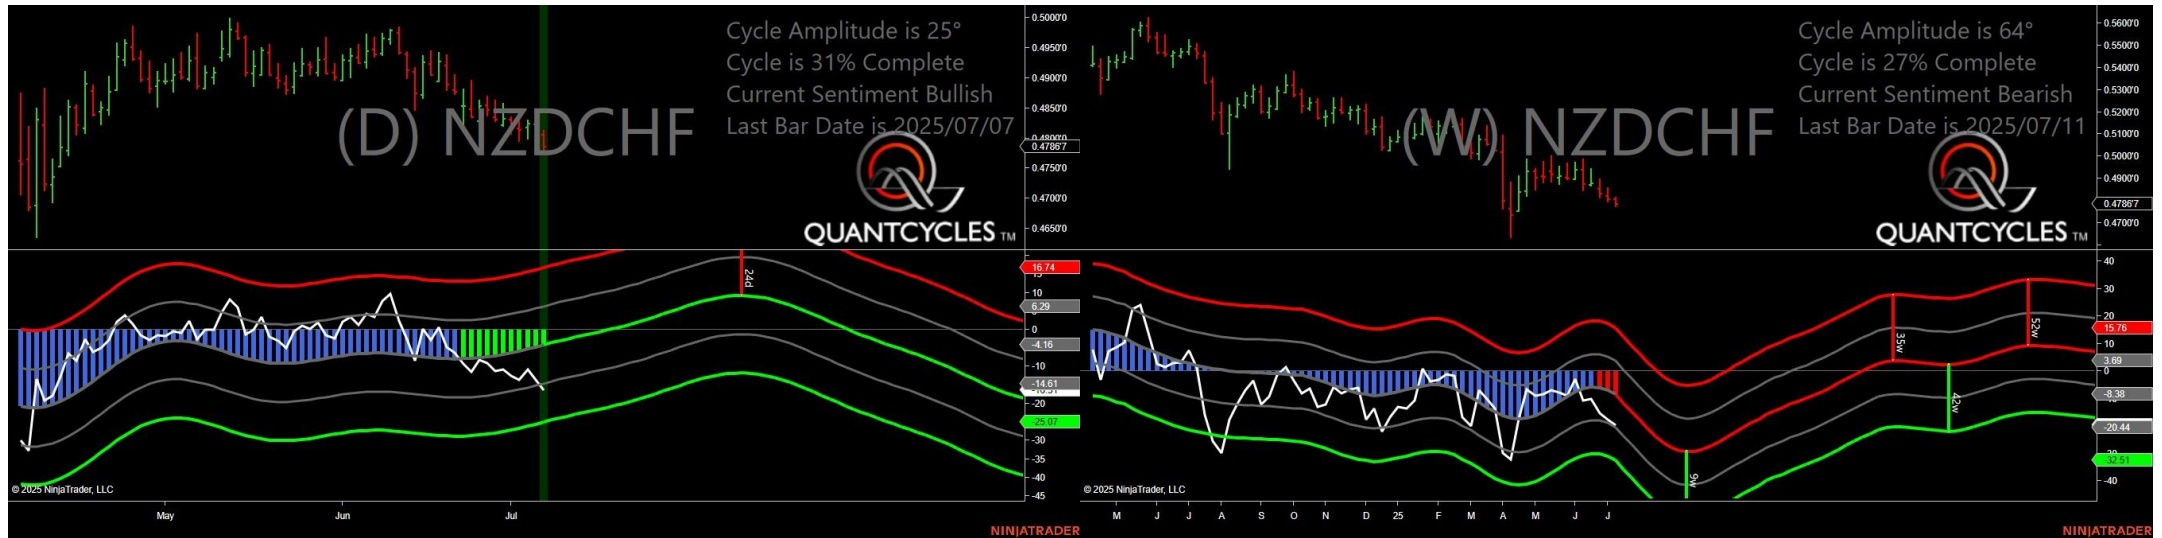 Cycle Amplitude is 25°
Cycle is 31% Complete
Current Sentiment Bullish
Last Bar Date is 2025/07/07
(D) NZDCHF
QUANTCYCLES TM
0.5000'0
0.4950'0
0.4900'0
0.4850'0
0.4800'0
0.4786'7
0.4750'0
0.4700'0
0.4650'0
24d
16.74
10
6.29
0
-4.16
-10
-14.61
-20
-25.07
-30
-35
-40
-45
© 2025 NinjaTrader, LLC
May Jun Jul
NINJATRADER
Cycle Amplitude is 64°
Cycle is 27% Complete
Current Sentiment Bearish
Last Bar Date is 2025/07/11
(W) NZDCHF
QUANTCYCLES TM
0.5600'0
0.5500'0
0.5400'0
0.5300'0
0.5200'0
0.5100'0
0.5000'0
0.4900'0
0.4786'7
0.4700'0
9w
35w
42w
52w
40
30
20
15.76
10
3.69
0
-8.38
-20.44
-32.51
-40
© 2025 NinjaTrader, LLC
M J J A S O N D 25 F M A M J J
NINJATRADER